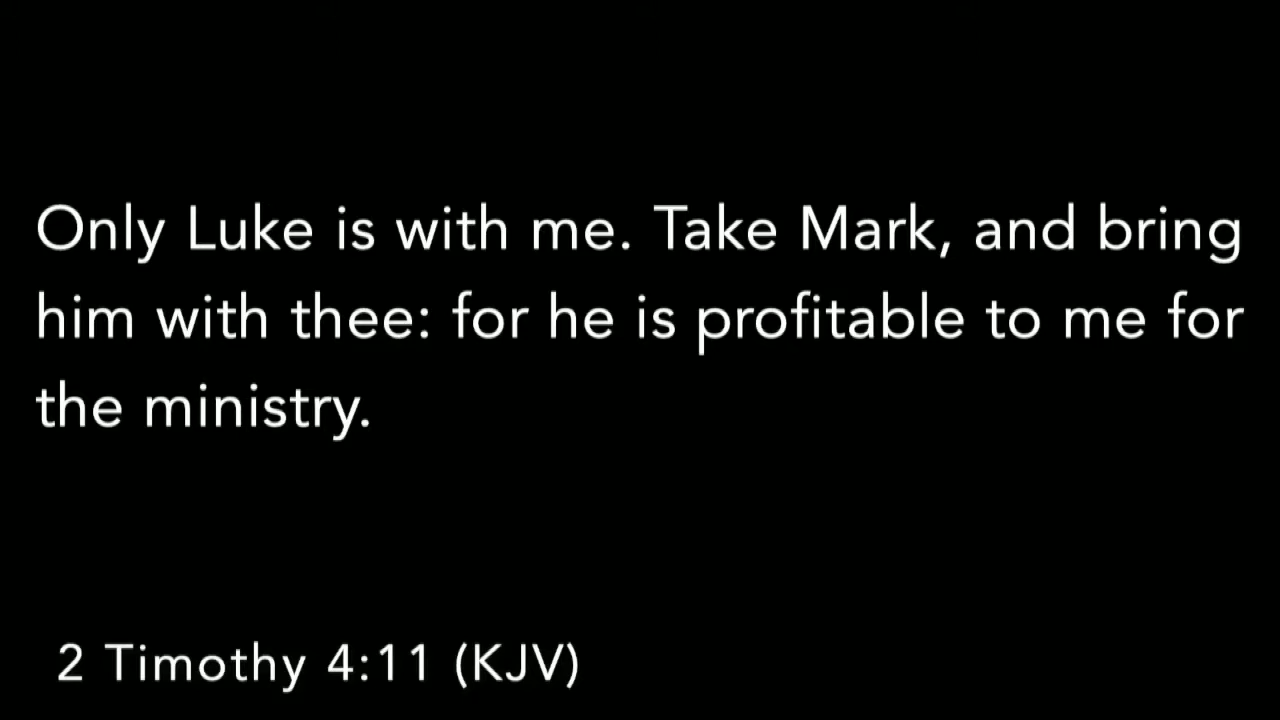 Only Luke is with me. Take Mark, and bring
him with thee: for he is profitable to me for
the ministry.
2 Timothy 4:11 (KJV)